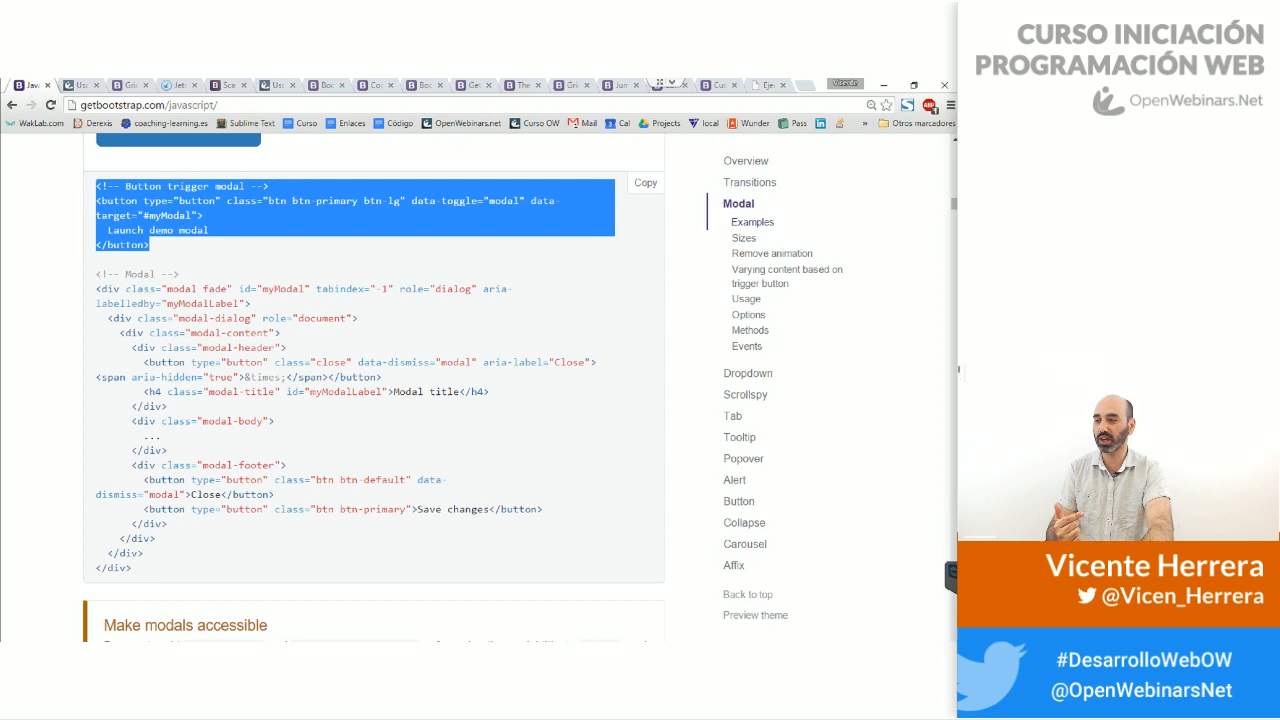 CURSO INICIACIÓN
PROGRAMACIÓN WEB
OpenWebinars.Net
Vicente
getbootstrap.com/javascript/
WakLab.com
Derexis
coaching-learning.es
Sublime Text
Curso
Enlaces
Código
OpenWebinars.net
Curso OW
Mail
Cal
Projects
local
Wunder
Pass
»
Otros marcadores
Copy
<!-- Button trigger modal -->
<button type="button" class="btn btn-primary btn-lg" data-toggle="modal" data-
target="#myModal">
Launch demo modal
</button>
<!-- Modal -->
<div class="modal fade" id="myModal" tabindex="-1" role="dialog" aria-
labelledby="myModalLabel">
<div class="modal-dialog" role="document">
<div class="modal-content">
<div class="modal-header">
<button type="button" class="close" data-dismiss="modal" aria-label="Close">
<span aria-hidden="true">&times;</span></button>
<h4 class="modal-title" id="myModalLabel">Modal title</h4>
</div>
<div class="modal-body">
...
</div>
<div class="modal-footer">
<button type="button" class="btn btn-default" data-
dismiss="modal">Close</button>
<button type="button" class="btn btn-primary">Save changes</button>
</div>
</div>
</div>
</div>
Make modals accessible
Overview
Transitions
Modal
Examples
Sizes
Remove animation
Varying content based on
trigger button
Usage
Options
Methods
Events
Dropdown
Scrollspy
Tab
Tooltip
Popover
Alert
Button
Collapse
Carousel
Affix
Back to top
Preview theme
Vicente Herrera
@Vicen_Herrera
#DesarrolloWebOW
@OpenWebinarsNet